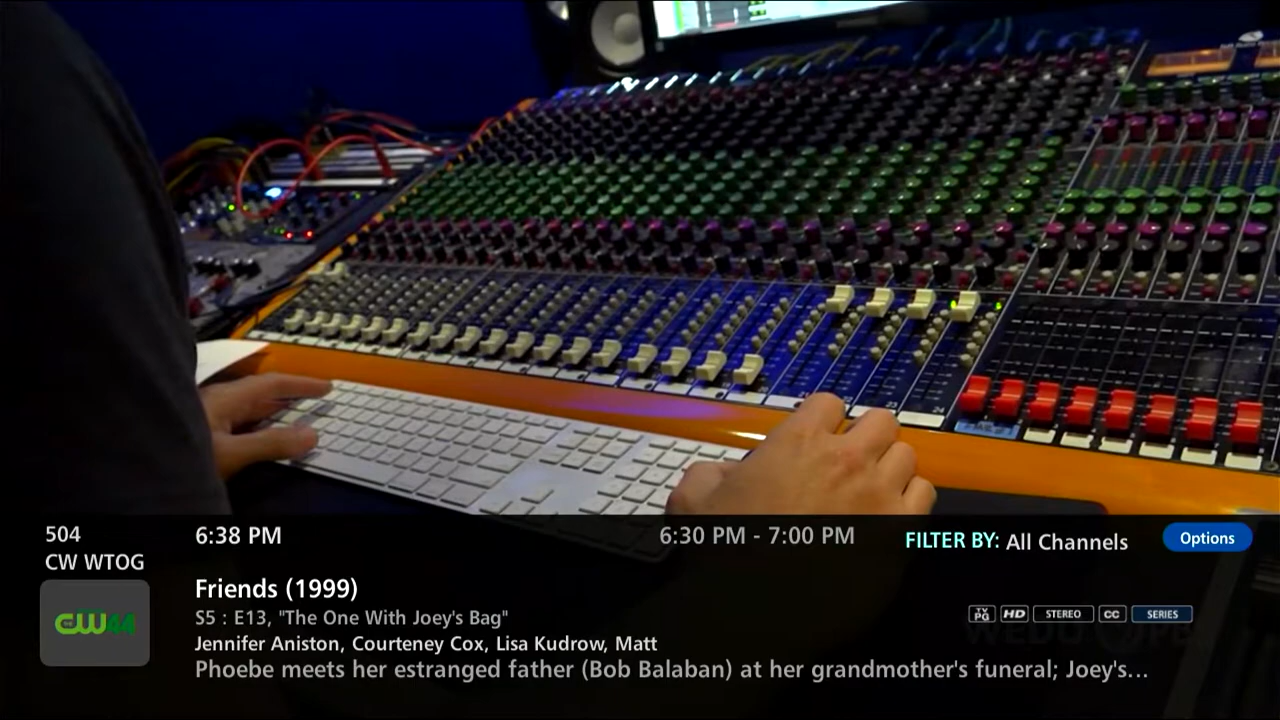 504
CW WTOG
6:38 PM
6:30 PM - 7:00 PM
FILTER BY: All Channels
Options
CW44
Friends (1999)
S5 : E13, "The One With Joey's Bag"
TV PG HD STEREO CC SERIES
Jennifer Aniston, Courteney Cox, Lisa Kudrow, Matt
Phoebe meets her estranged father (Bob Balaban) at her grandmother's funeral; Joey's...